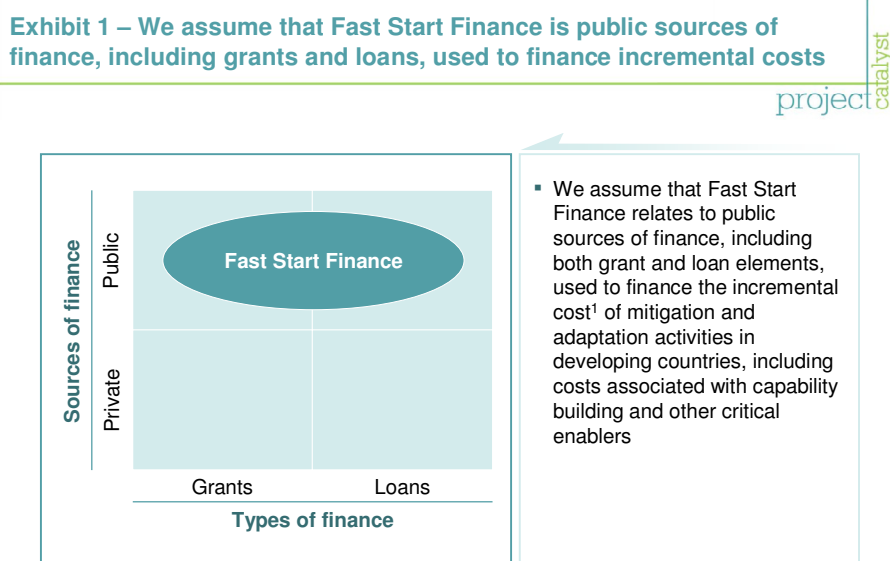 Exhibit 1 – We assume that Fast Start Finance is public sources of
finance, including grants and loans, used to finance incremental costs
project
catalyst
Sources of finance
Public
Private
Fast Start Finance
Grants
Loans
Types of finance
▪ We assume that Fast Start
Finance relates to public
sources of finance, including
both grant and loan elements,
used to finance the incremental
cost¹ of mitigation and
adaptation activities in
developing countries, including
costs associated with capability
building and other critical
enablers